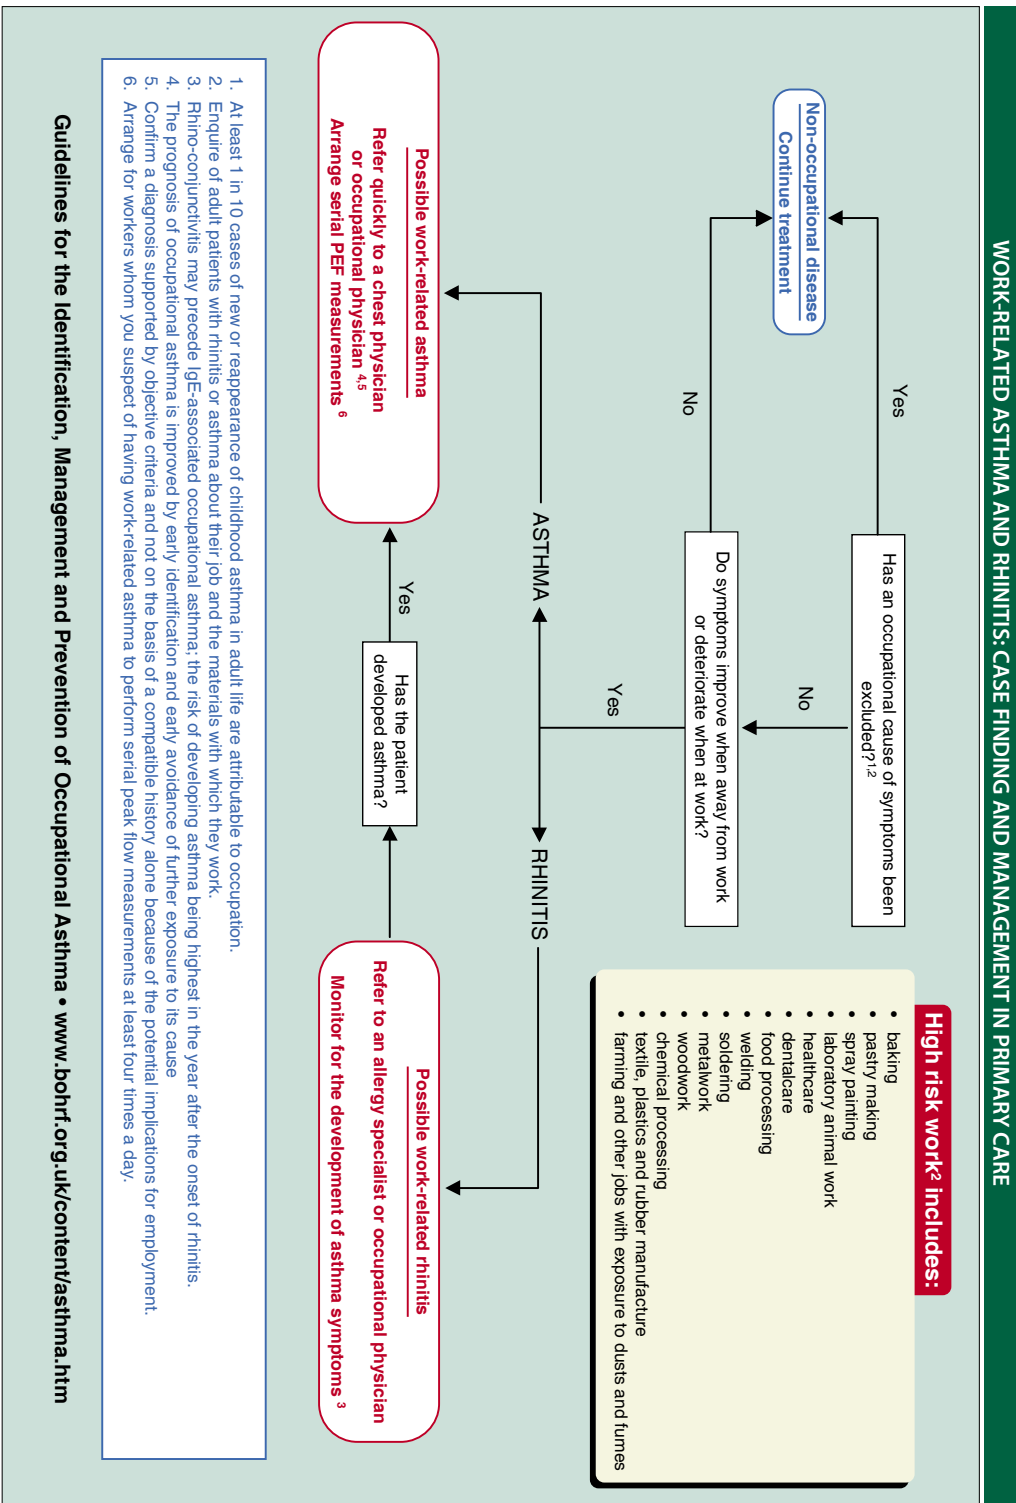 WORK-RELATED ASTHMA AND RHINITIS: CASE FINDING AND MANAGEMENT IN PRIMARY CARE
Has an occupational cause of symptoms been
excluded?1,2
Yes
No
Non-occupational disease
Continue treatment
Do symptoms improve when away from work
or deteriorate when at work?
No
Yes
High risk work2 includes:
• baking
• pastry making
• spray painting
• laboratory animal work
• healthcare
• dentalcare
• food processing
• welding
• soldering
• metalwork
• woodwork
• chemical processing
• textile, plastics and rubber manufacture
• farming and other jobs with exposure to dusts and fumes
ASTHMA
RHINITIS
Possible work-related asthma
Refer quickly to a chest physician
or occupational physician 4,5
Arrange serial PEF measurements 6
Yes
Has the patient
developed asthma?
Possible work-related rhinitis
Refer to an allergy specialist or occupational physician
Monitor for the development of asthma symptoms 3
1. At least 1 in 10 cases of new or reappearance of childhood asthma in adult life are attributable to occupation.
2. Enquire of adult patients with rhinitis or asthma about their job and the materials with which they work.
3. Rhino-conjunctivitis may precede IgE-associated occupational asthma; the risk of developing asthma being highest in the year after the onset of rhinitis.
4. The prognosis of occupational asthma is improved by early identification and early avoidance of further exposure to its cause
5. Confirm a diagnosis supported by objective criteria and not on the basis of a compatible history alone because of the potential implications for employment.
6. Arrange for workers whom you suspect of having work-related asthma to perform serial peak flow measurements at least four times a day.
Guidelines for the Identification, Management and Prevention of Occupational Asthma • www.bohrf.org.uk/content/asthma.htm